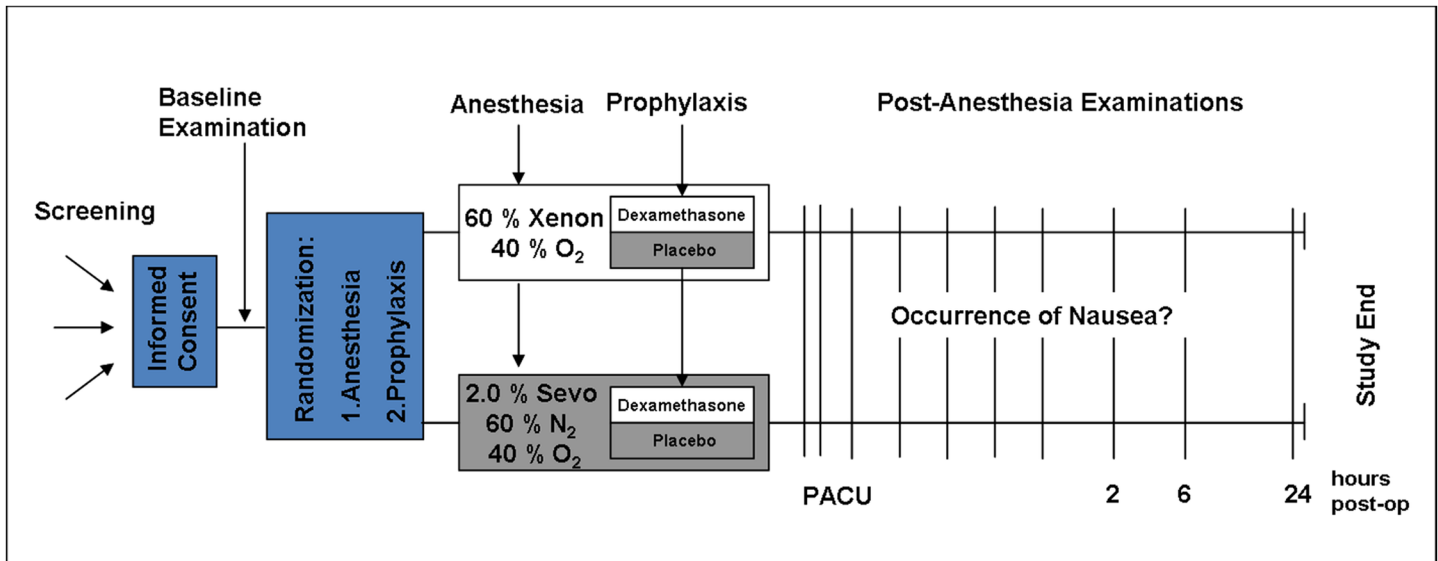 Screening
Informed
Consent
Baseline
Examination
Randomization:
1.Anesthesia
2.Prophylaxis
Anesthesia
Prophylaxis
60 % Xenon
40 % O₂
Dexamethasone
Placebo
2.0 % Sevo
60 % N₂
40 % O₂
Dexamethasone
Placebo
Post-Anesthesia Examinations
Occurrence of Nausea?
PACU
2
6
24
hours
post-op
Study End